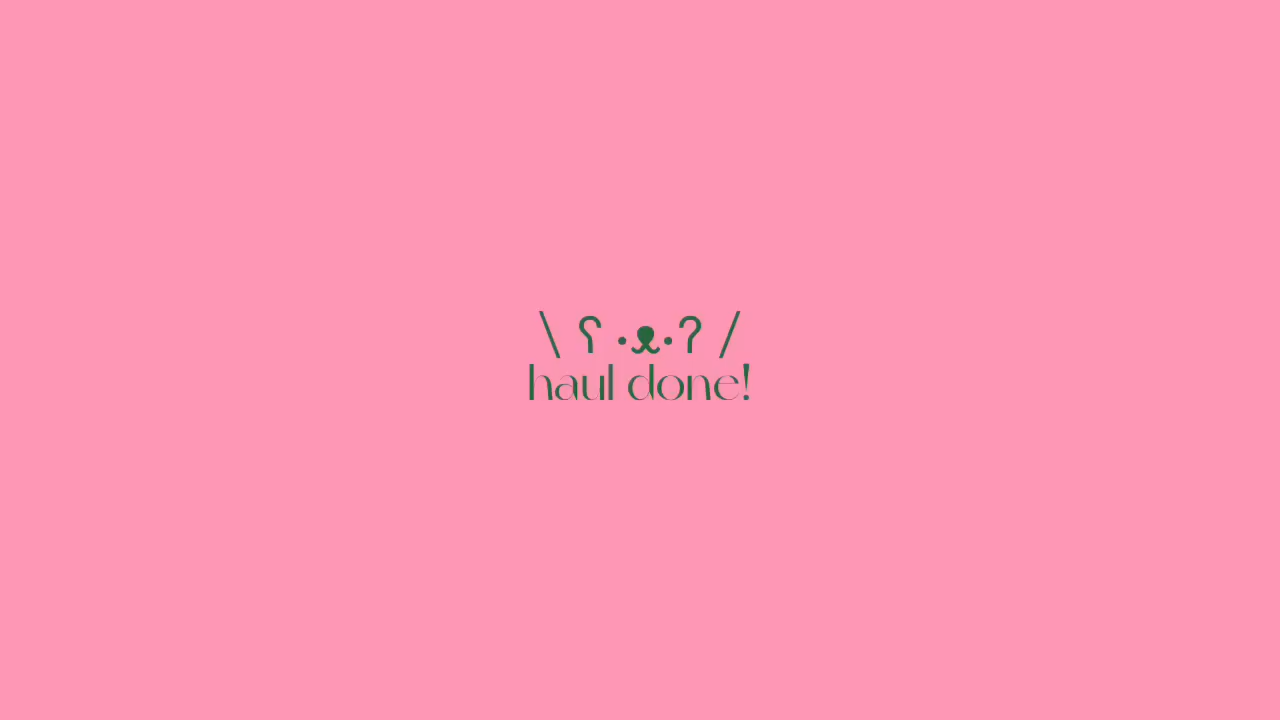 \ ʕ •ᴥ•ʔ /
haul done!